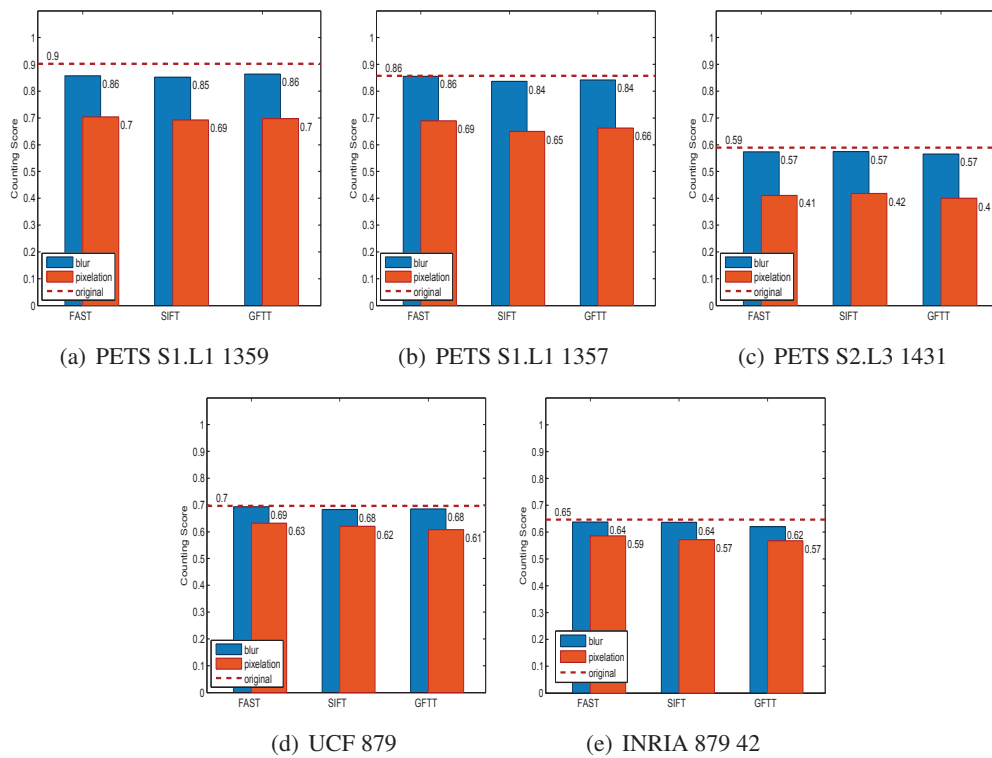 1
0.9
0.8
0.7
0.6
0.5
0.4
0.3
0.2
0.1
0
Counting Score
0.9
0.86
0.7
0.85
0.69
0.86
0.7
blur
pixelation
original
FAST
SIFT
GFTT
(a) PETS S1.L1 1359
1
0.9
0.8
0.7
0.6
0.5
0.4
0.3
0.2
0.1
0
Counting Score
0.86
0.86
0.69
0.84
0.65
0.84
0.66
blur
pixelation
original
FAST
SIFT
GFTT
(b) PETS S1.L1 1357
1
0.9
0.8
0.7
0.6
0.5
0.4
0.3
0.2
0.1
0
Counting Score
0.59
0.57
0.41
0.57
0.42
0.57
0.4
blur
pixelation
original
FAST
SIFT
GFTT
(c) PETS S2.L3 1431
1
0.9
0.8
0.7
0.6
0.5
0.4
0.3
0.2
0.1
0
Counting Score
0.7
0.69
0.63
0.68
0.62
0.68
0.61
blur
pixelation
original
FAST
SIFT
GFTT
(d) UCF 879
1
0.9
0.8
0.7
0.6
0.5
0.4
0.3
0.2
0.1
0
Counting Score
0.65
0.64
0.59
0.64
0.57
0.62
0.57
blur
pixelation
original
FAST
SIFT
GFTT
(e) INRIA 879 42